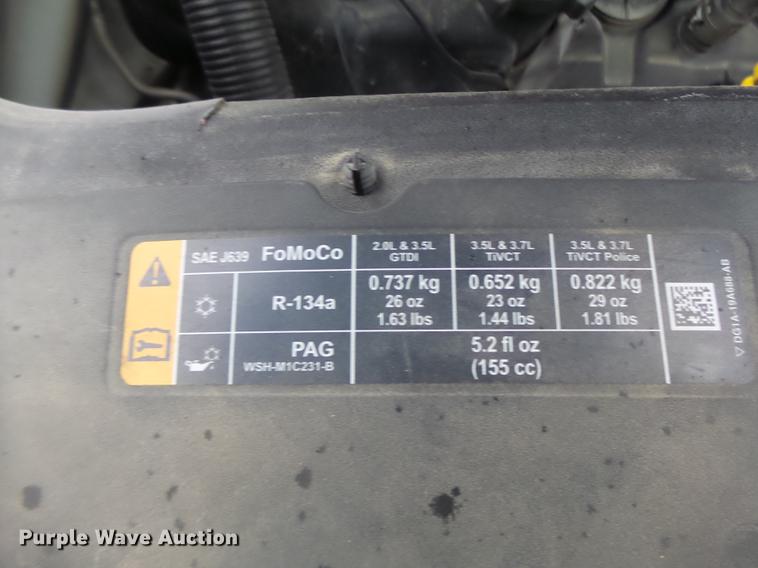 SAE J639 FoMoCo
2.0L & 3.5L GTDI
3.5L & 3.7L TiVCT
3.5L & 3.7L TiVCT Police
R-134a
0.737 kg
26 oz
1.63 lbs
0.652 kg
23 oz
1.44 lbs
0.822 kg
29 oz
1.81 lbs
PAG
WSH-M1C231-B
5.2 fl oz
(155 cc)
DG1A-19A688-AB
Purple Wave Auction